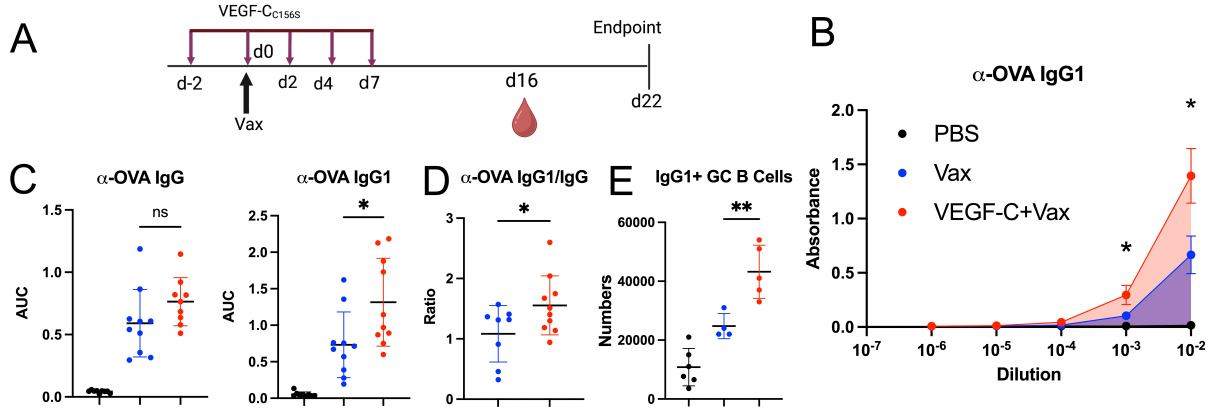 A
VEGF-C_C156S
d0
d-2
d2
d4
d7
Vax
d16
Endpoint
d22
B
α-OVA IgG1
PBS
Vax
VEGF-C+Vax
*
*
Absorbance
2.0
1.5
1.0
0.5
0.0
10^-7
10^-6
10^-5
10^-4
10^-3
10^-2
Dilution
C
α-OVA IgG
ns
AUC
1.5
1.0
0.5
0.0
α-OVA IgG1
*
AUC
2.5
2.0
1.5
1.0
0.5
0.0
D
α-OVA IgG1/IgG
*
Ratio
3
2
1
0
E
IgG1+ GC B Cells
**
Numbers
60000
40000
20000
0